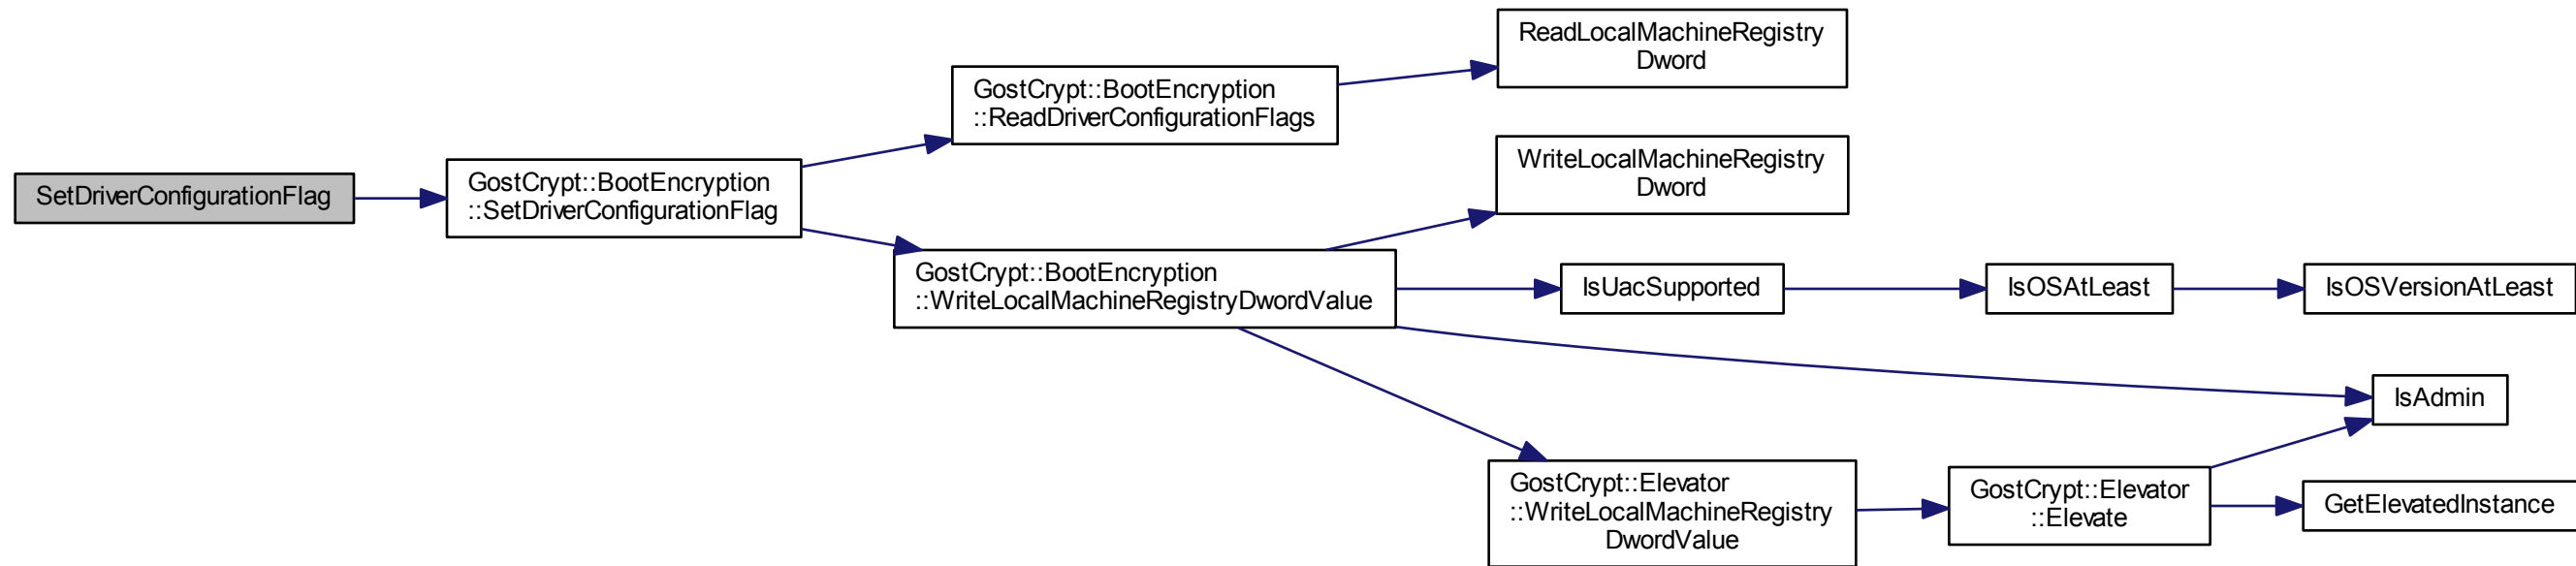 SetDriverConfigurationFlag
GostCrypt::BootEncryption
::SetDriverConfigurationFlag
GostCrypt::BootEncryption
::ReadDriverConfigurationFlags
ReadLocalMachineRegistry
Dword
GostCrypt::BootEncryption
::WriteLocalMachineRegistryDwordValue
WriteLocalMachineRegistry
Dword
IsUacSupported
IsOSAtLeast
IsOSVersionAtLeast
IsAdmin
GostCrypt::Elevator
::WriteLocalMachineRegistry
DwordValue
GostCrypt::Elevator
::Elevate
GetElevatedInstance